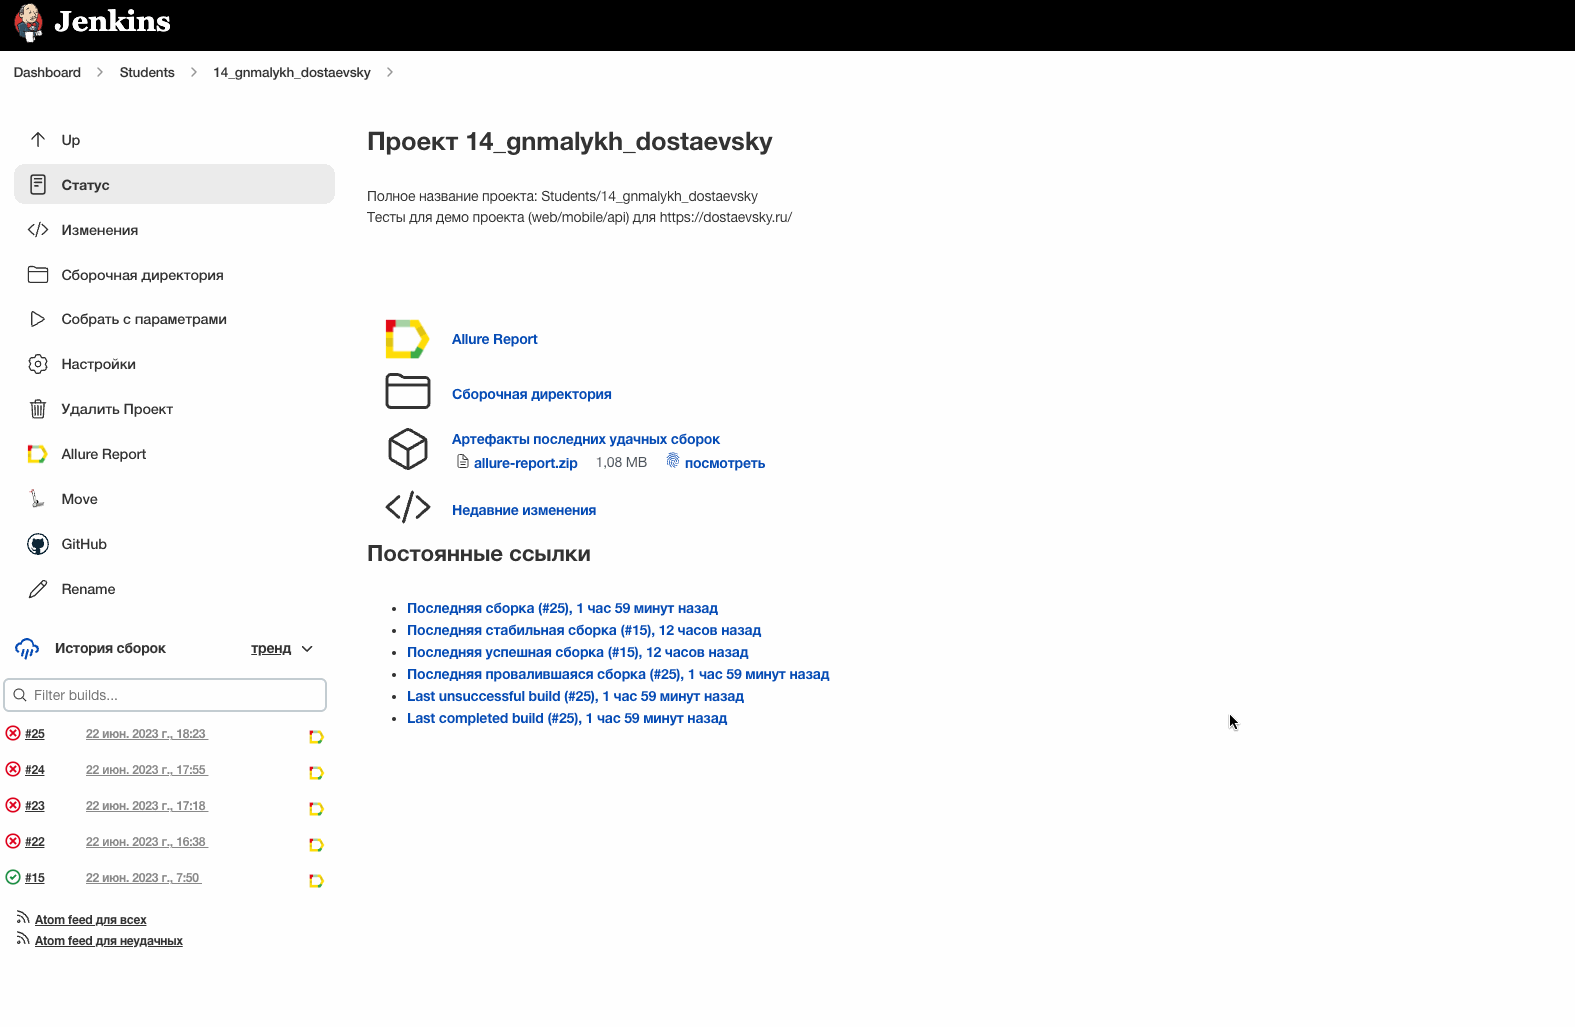 Jenkins
Dashboard
Students
14_gnmalykh_dostaevsky
Up
Статус
Изменения
Сборочная директория
Собрать с параметрами
Настройки
Удалить Проект
Allure Report
Move
GitHub
Rename
История сборок тренд
Filter builds...
#25 22 июн. 2023 г., 18:23
#24 22 июн. 2023 г., 17:55
#23 22 июн. 2023 г., 17:18
#22 22 июн. 2023 г., 16:38
#15 22 июн. 2023 г., 7:50
Atom feed для всех
Atom feed для неудачных
Проект 14_gnmalykh_dostaevsky
Полное название проекта: Students/14_gnmalykh_dostaevsky
Тесты для демо проекта (web/mobile/api) для https://dostaevsky.ru/
Allure Report
Сборочная директория
Артефакты последних удачных сборок
allure-report.zip 1,08 MB посмотреть
Недавние изменения
Постоянные ссылки
Последняя сборка (#25), 1 час 59 минут назад
Последняя стабильная сборка (#15), 12 часов назад
Последняя успешная сборка (#15), 12 часов назад
Последняя провалившаяся сборка (#25), 1 час 59 минут назад
Last unsuccessful build (#25), 1 час 59 минут назад
Last completed build (#25), 1 час 59 минут назад